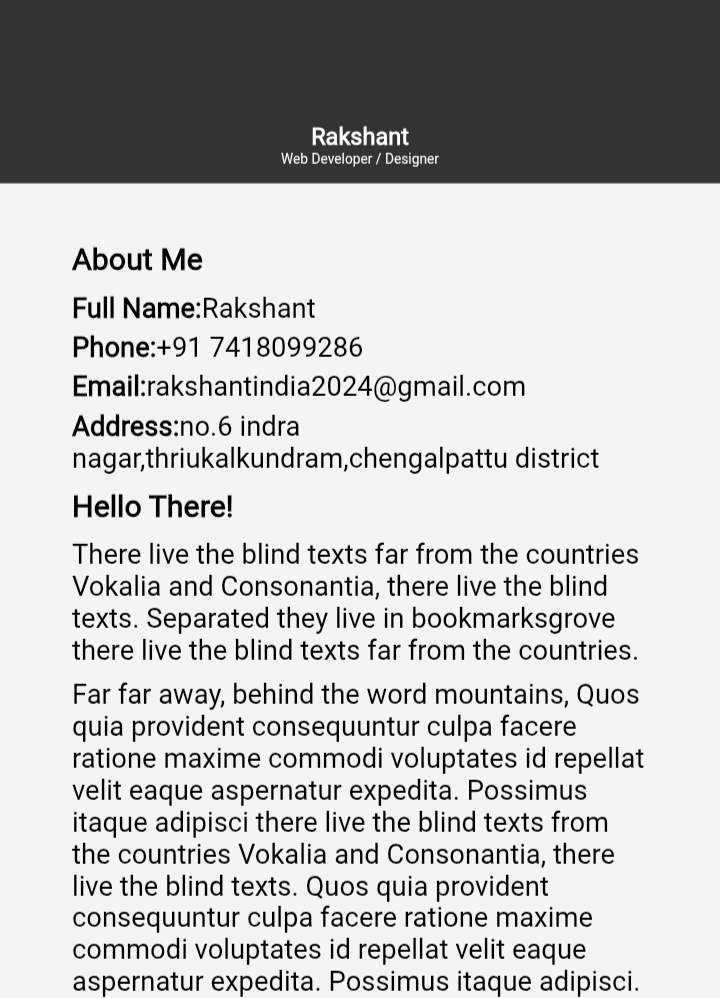 Rakshant
Web Developer / Designer
About Me
Full Name:Rakshant
Phone:+91 7418099286
Email:rakshantindia2024@gmail.com
Address:no.6 indra
nagar,thriukalkundram,chengalpattu district
Hello There!
There live the blind texts far from the countries
Vokalia and Consonantia, there live the blind
texts. Separated they live in bookmarksgrove
there live the blind texts far from the countries.
Far far away, behind the word mountains, Quos
quia provident consequuntur culpa facere
ratione maxime commodi voluptates id repellat
velit eaque aspernatur expedita. Possimus
itaque adipisci there live the blind texts from
the countries Vokalia and Consonantia, there
live the blind texts. Quos quia provident
consequuntur culpa facere ratione maxime
commodi voluptates id repellat velit eaque
aspernatur expedita. Possimus itaque adipisci.